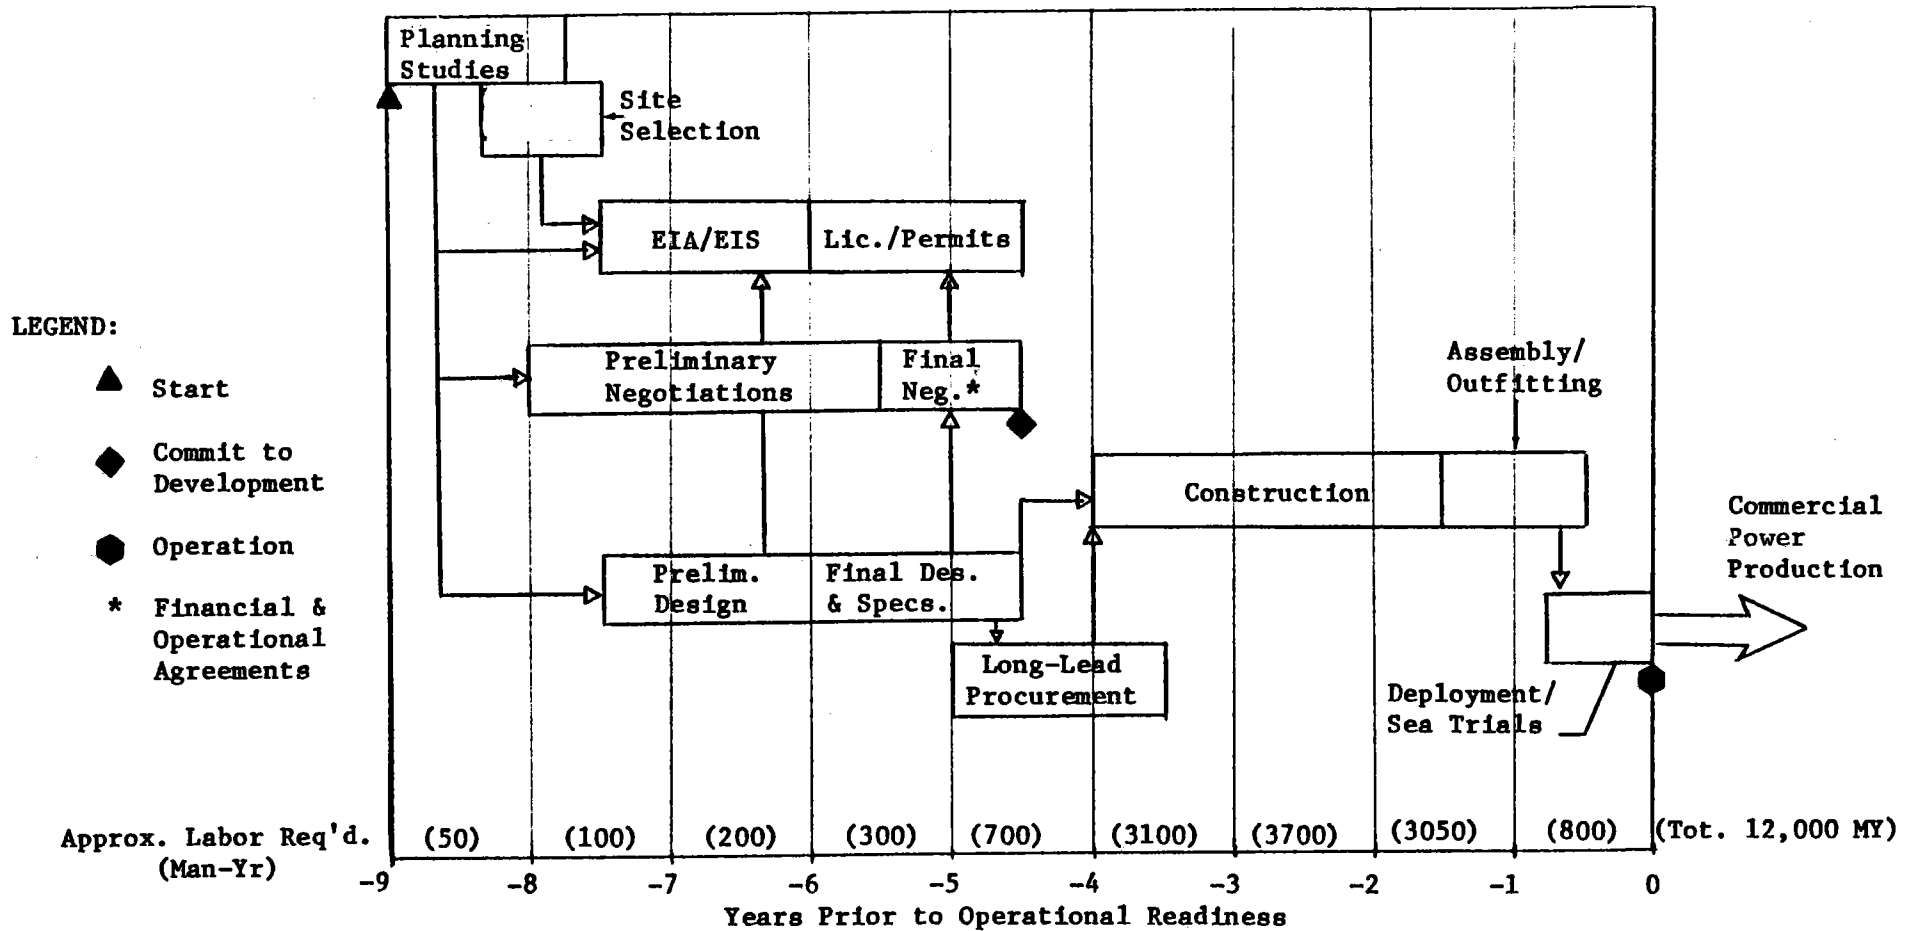 Planning
Studies
Site
Selection
EIA/EIS
Lic./Permits
LEGEND:
Start
Commit to
Development
Operation
* Financial &
Operational
Agreements
Preliminary
Negotiations
Final
Neg.*
Assembly/
Outfitting
Construction
Commercial
Power
Production
Prelim.
Design
Final Des.
& Specs.
Long-Lead
Procurement
Deployment/
Sea Trials
Approx. Labor Req'd.
(Man-Yr)
(50) (100) (200) (300) (700) (3100) (3700) (3050) (800) (Tot. 12,000 MY)
-9 -8 -7 -6 -5 -4 -3 -2 -1 0
Years Prior to Operational Readiness